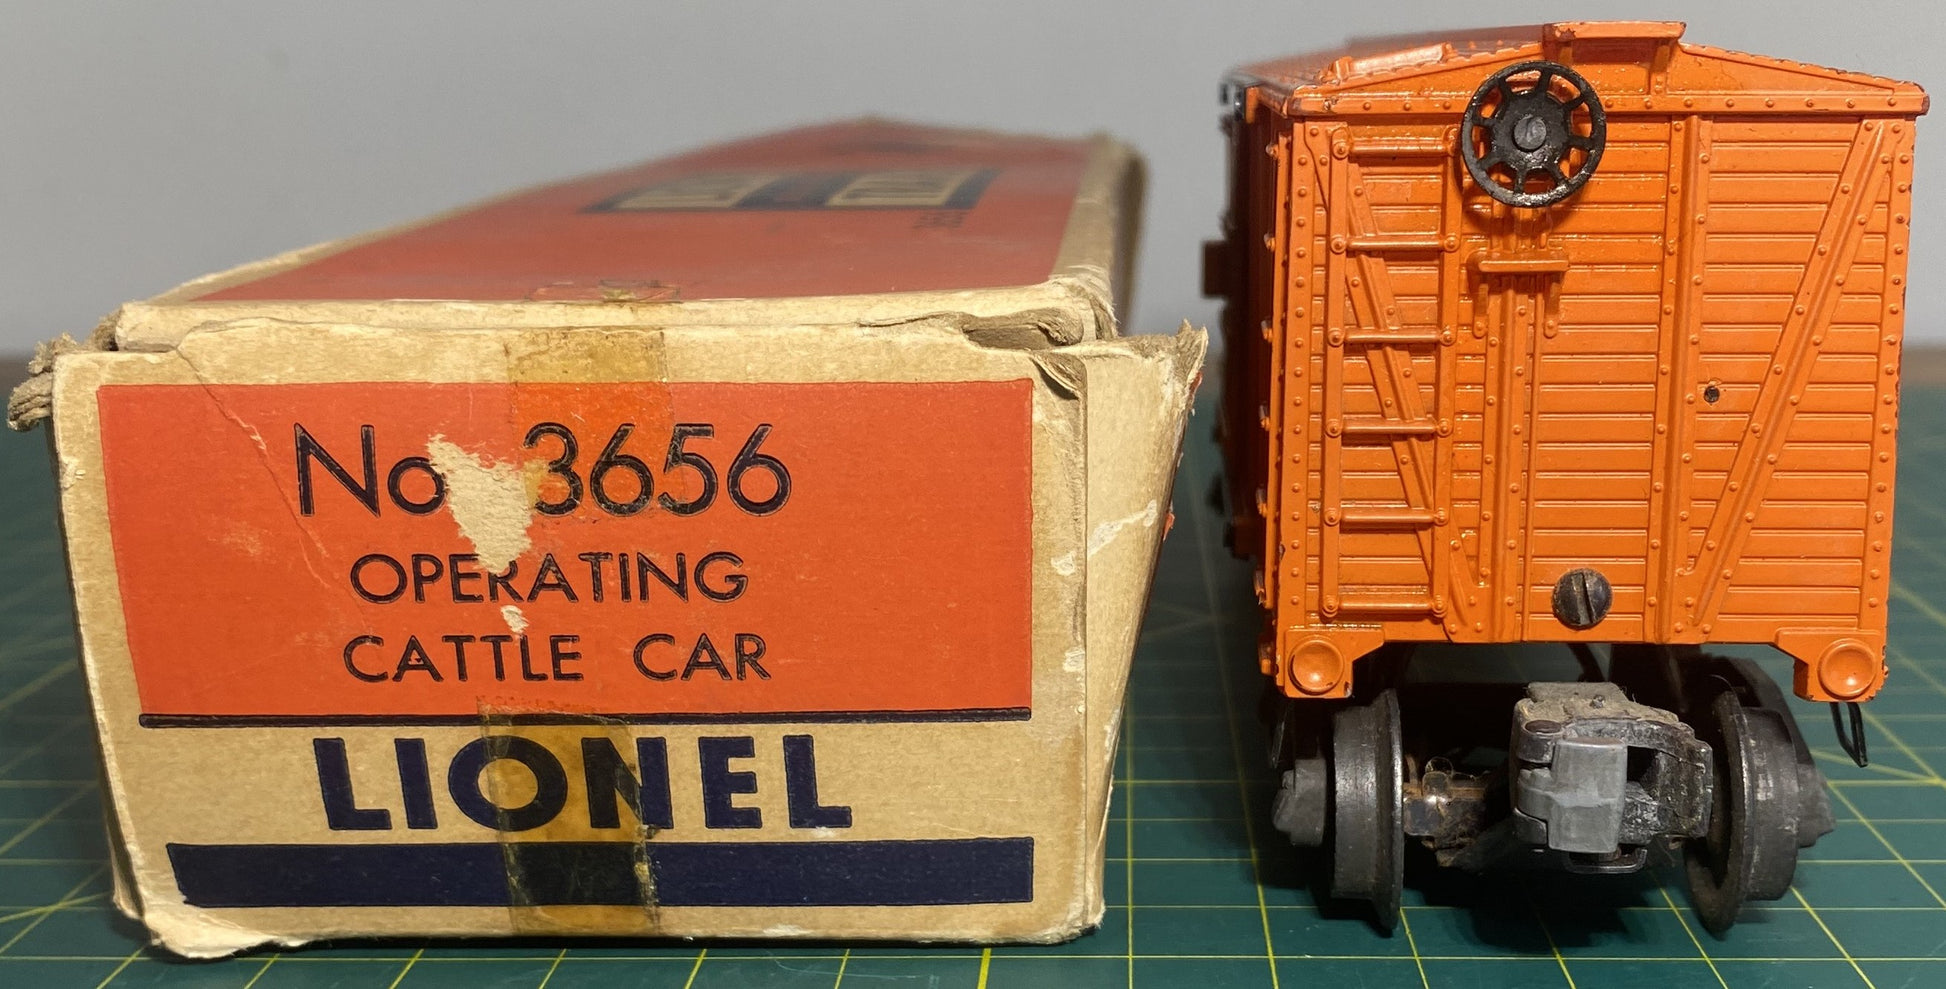 No 3656
OPERATING
CATTLE CAR
LIONEL